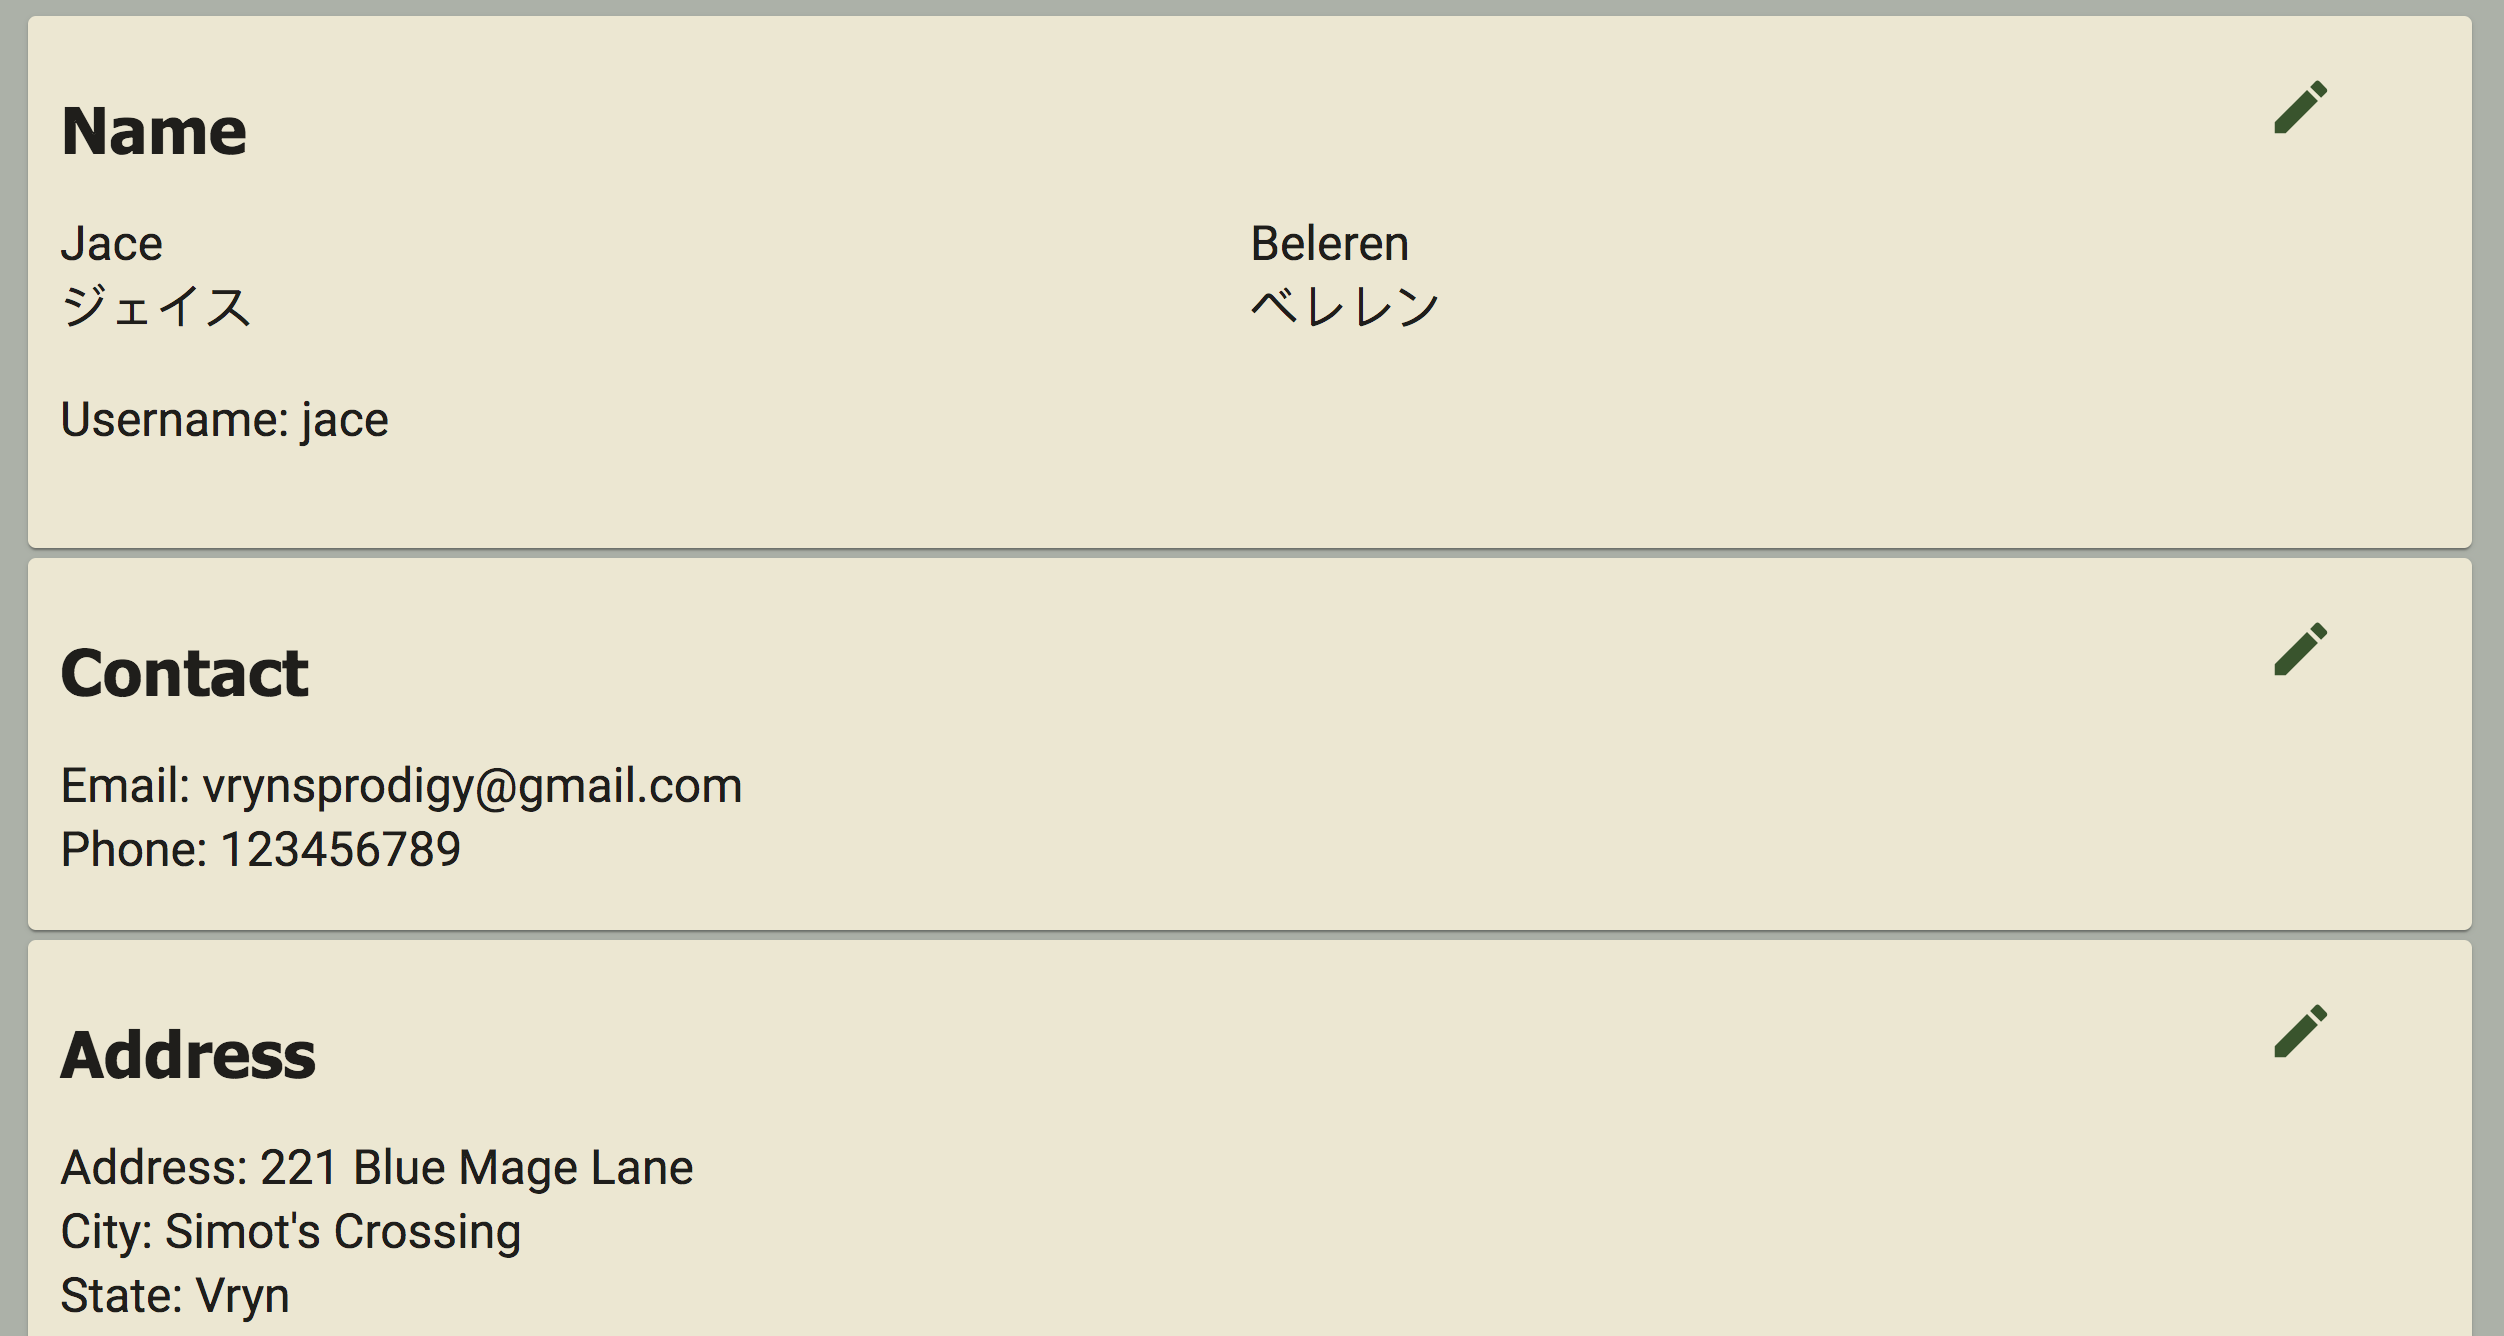 Name
Jace Beleren
ジェイス ベレレン
Username: jace
Contact
Email: vrynsprodigy@gmail.com
Phone: 123456789
Address
Address: 221 Blue Mage Lane
City: Simot's Crossing
State: Vryn